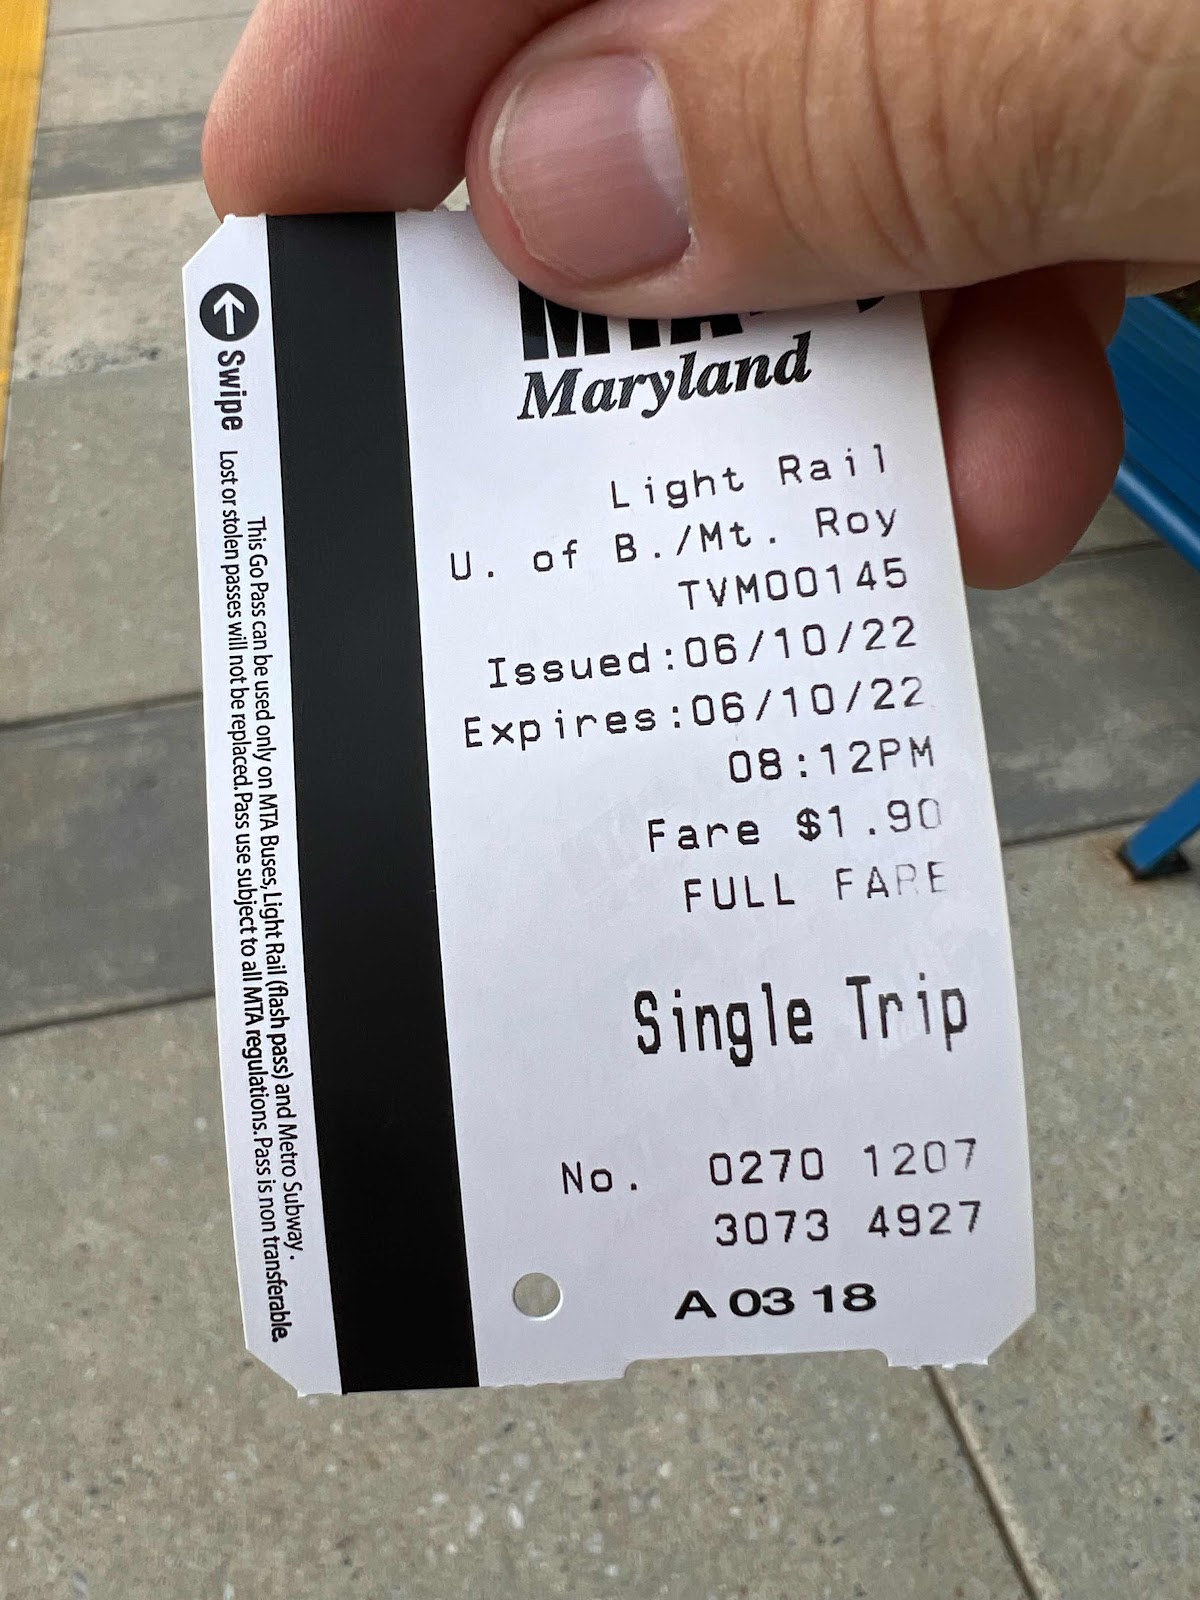 MTA
Maryland
Light Rail
U. of B./Mt. Roy
TVM00145
Issued:06/10/22
Expires:06/10/22
08:12PM
Fare $1.90
FULL FARE
Single Trip
No. 0270 1207
3073 4927
A 03 18
Swipe
This Go Pass can be used only on MTA Buses, Light Rail (flash pass) and Metro Subway.
Lost or stolen passes will not be replaced. Pass use subject to all MTA regulations. Pass is non transferable.